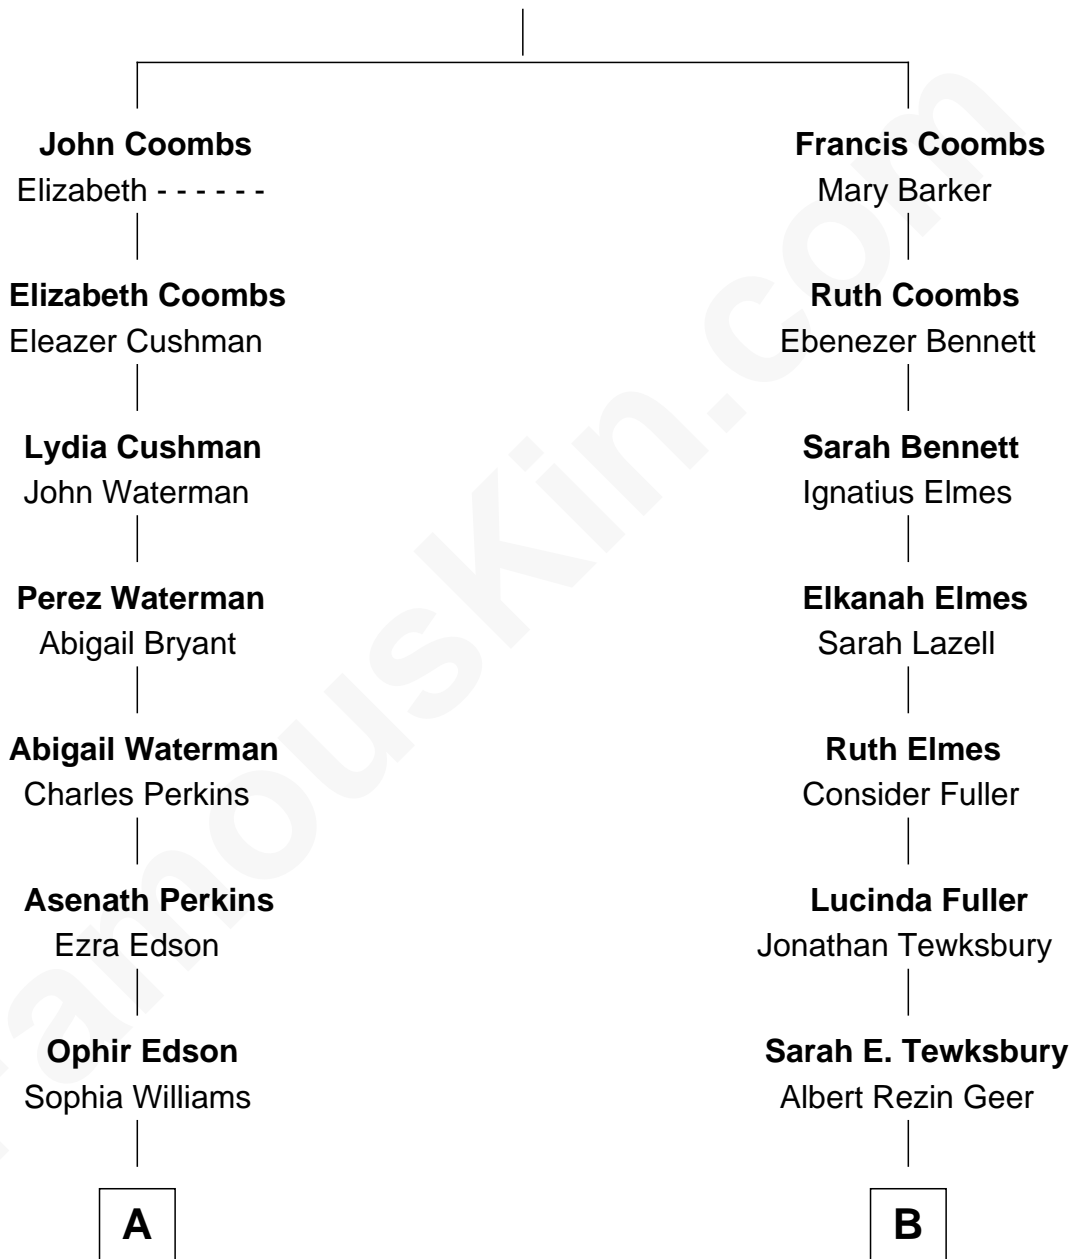 John Coombs
Elizabeth - - - - - -
Elizabeth Coombs
Eleazer Cushman
Lydia Cushman
John Waterman
Perez Waterman
Abigail Bryant
Abigail Waterman
Charles Perkins
Asenath Perkins
Ezra Edson
Ophir Edson
Sophia Williams
A
Francis Coombs
Mary Barker
Ruth Coombs
Ebenezer Bennett
Sarah Bennett
Ignatius Elmes
Elkanah Elmes
Sarah Lazell
Ruth Elmes
Consider Fuller
Lucinda Fuller
Jonathan Tewksbury
Sarah E. Tewksbury
Albert Rezin Geer
B
FamousKin.com